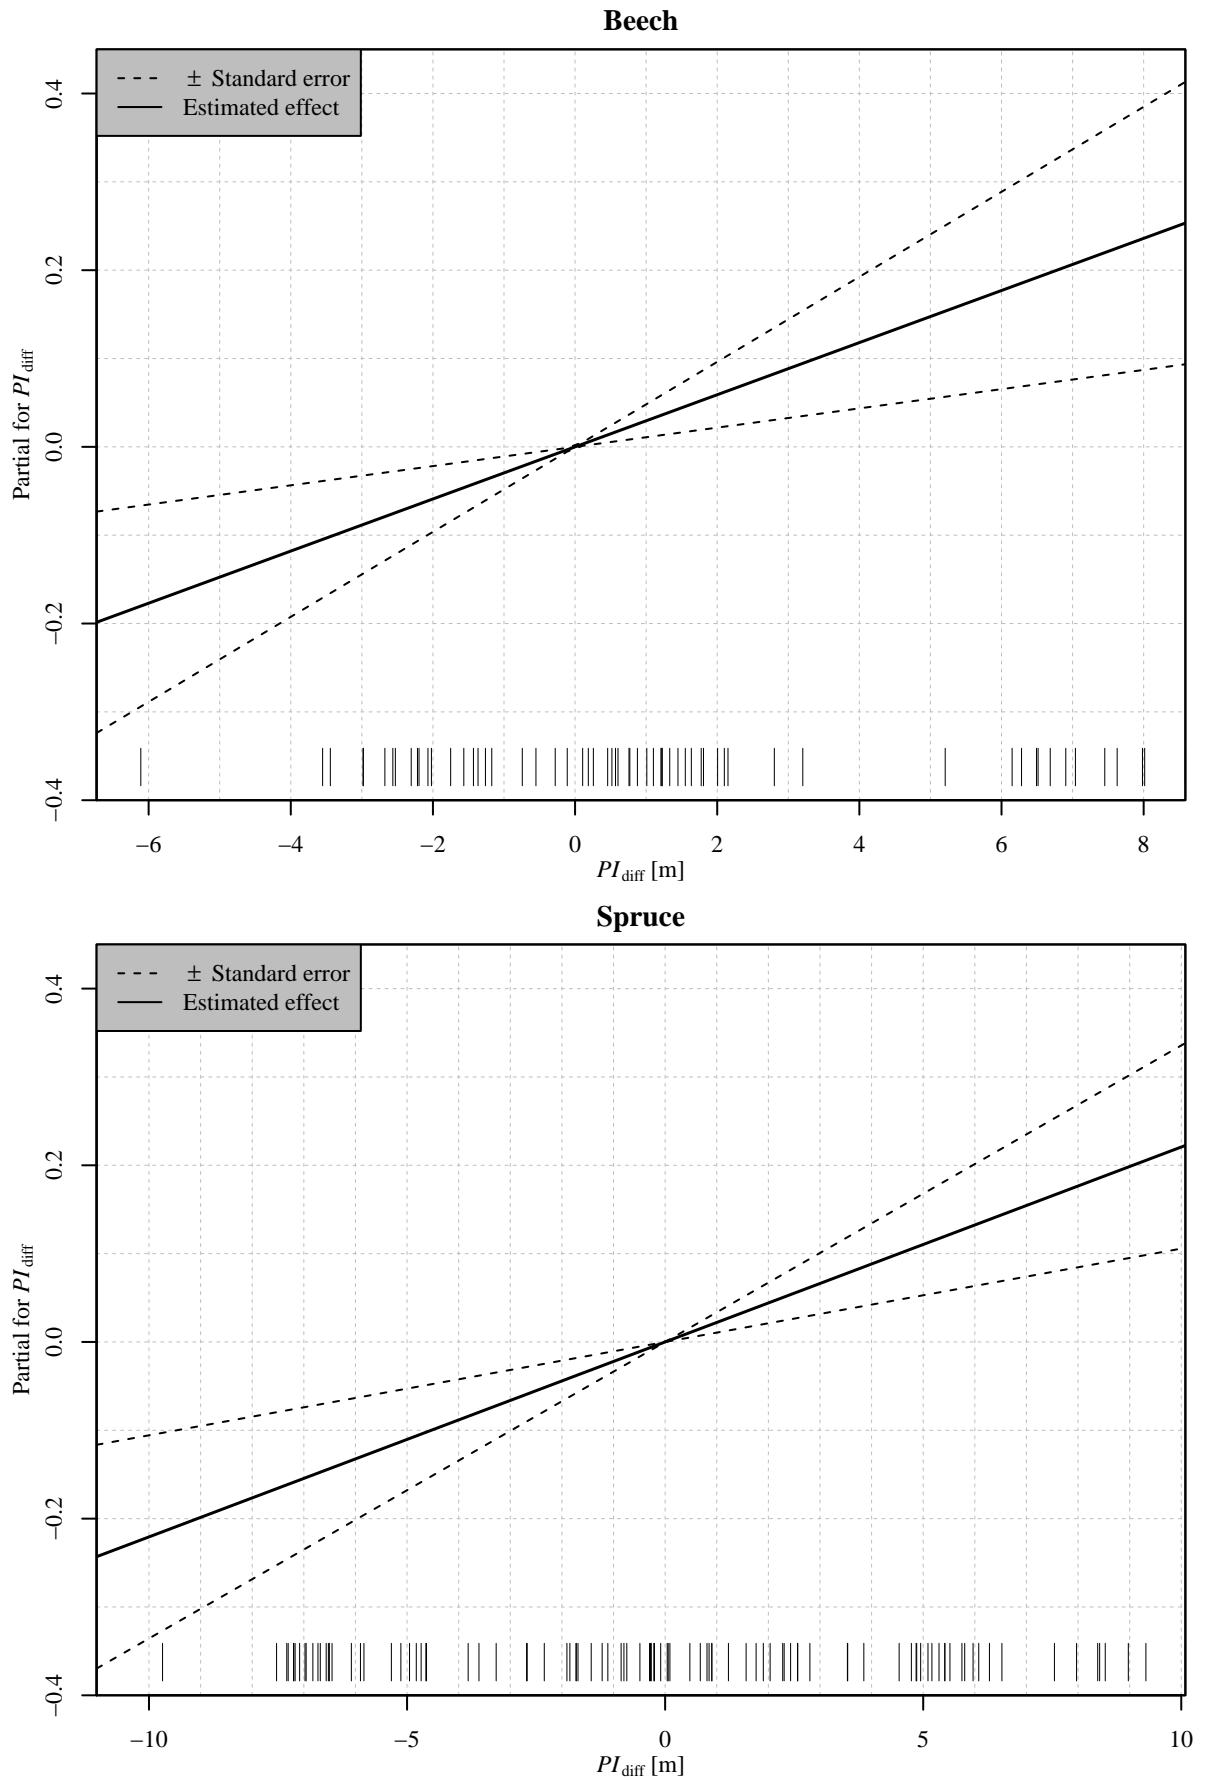 Beech
± Standard error
Estimated effect
Partial for PIdiff
0.4
0.2
0.0
−0.2
−0.4
−6 −4 −2 0 2 4 6 8
PIdiff [m]
Spruce
± Standard error
Estimated effect
Partial for PIdiff
0.4
0.2
0.0
−0.2
−0.4
−10 −5 0 5 10
PIdiff [m]